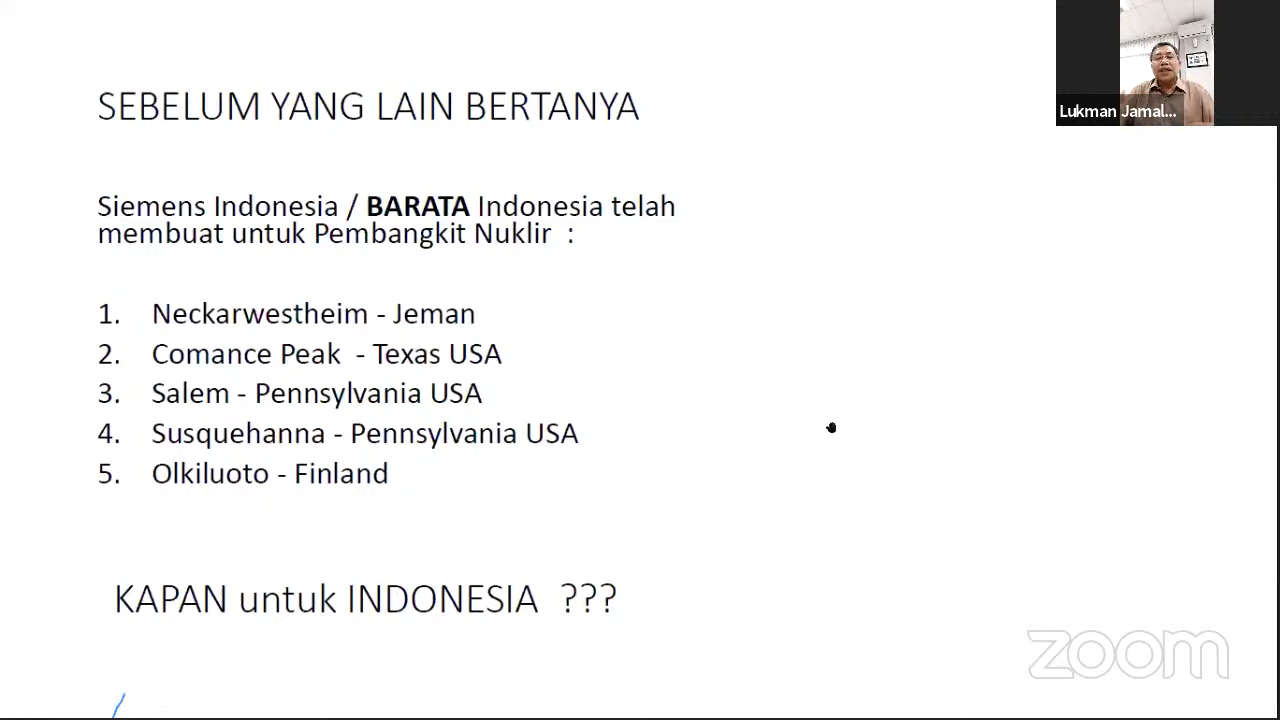 SEBELUM YANG LAIN BERTANYA
Siemens Indonesia / BARATA Indonesia telah
membuat untuk Pembangkit Nuklir :
1. Neckarwestheim - Jeman
2. Comance Peak - Texas USA
3. Salem - Pennsylvania USA
4. Susquehanna - Pennsylvania USA
5. Olkiluoto - Finland
KAPAN untuk INDONESIA ???
Lukman Jamal...
zoom